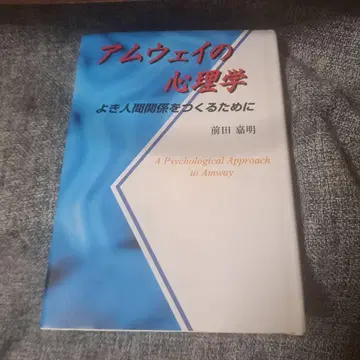 アムウェイの
心理学
よき人間関係をつくるために
前田 嘉明
A Psychological Approach
to Amway